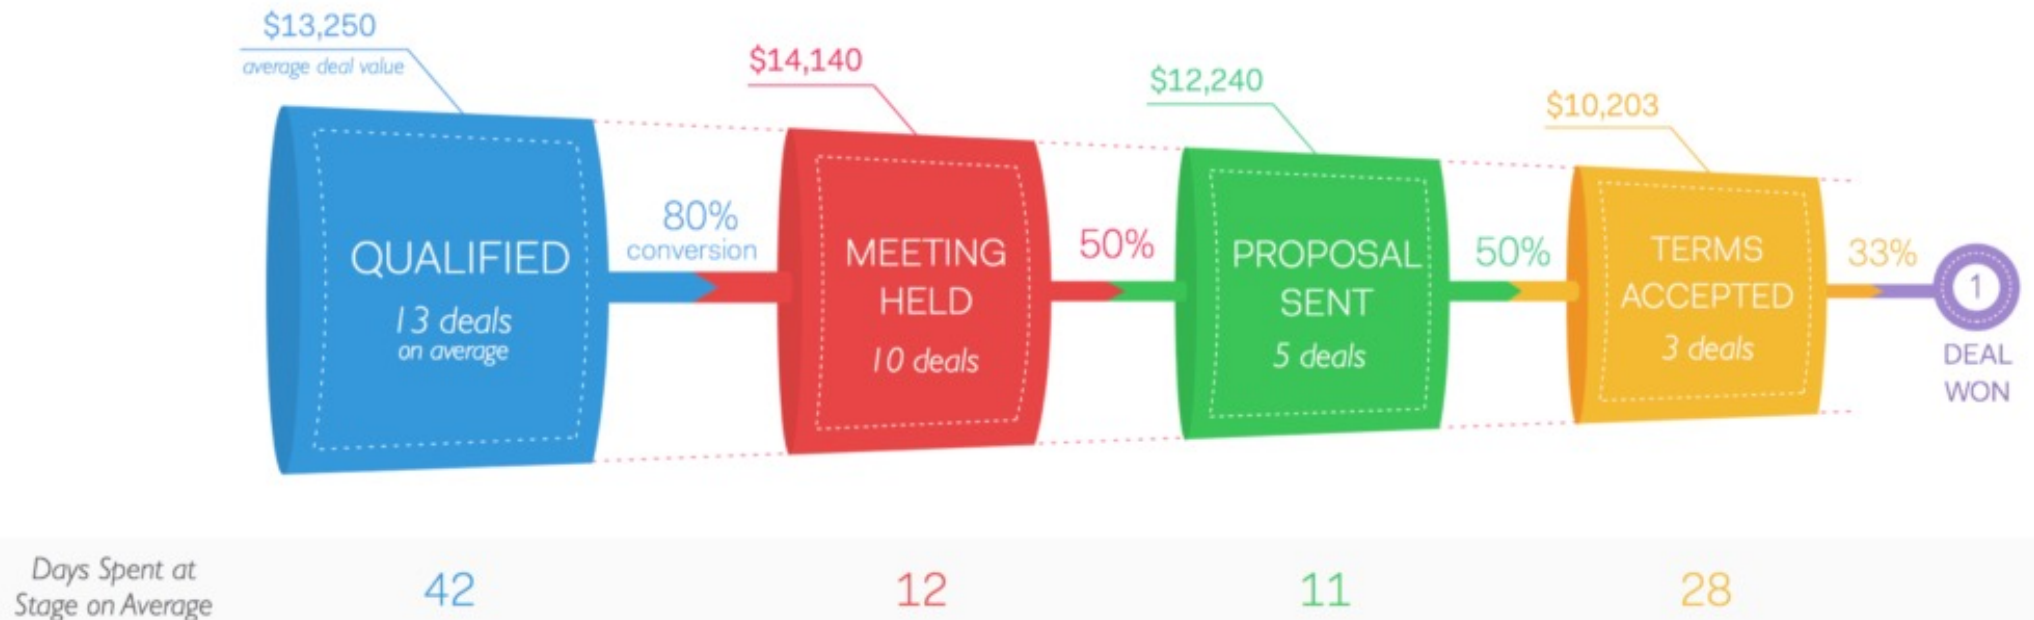 $13,250
average deal value
$14,140
$12,240
$10,203
QUALIFIED
13 deals
on average
80%
conversion
MEETING
HELD
10 deals
50%
PROPOSAL
SENT
5 deals
50%
TERMS
ACCEPTED
3 deals
33%
1
DEAL
WON
Days Spent at
Stage on Average
42
12
11
28